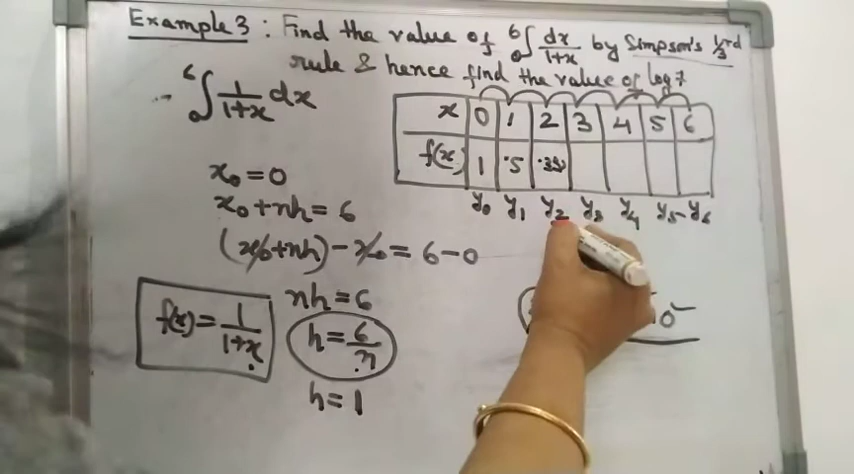 Example 3 : Find the value of ₀⁶∫ dx/1+x by Simpson's 1/3rd
rule & hence find the value of log 7
₀⁶∫ 1/1+x dx
x 0 1 2 3 4 5 6
f(x) 1 .5
y₀ y₁ y₂ y₃ y₄ y₅ y₆
x₀ = 0
x₀+nh = 6
(x₀+nh) - x₀ = 6-0
nh = 6
f(x) = 1/1+x
h = 6/n
h = 1